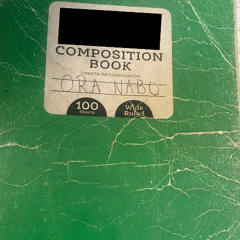 COMPOSITION
BOOK
LIBRETA DE COMPOSICIÓN
ORA NABO
100
Sheets
Wide
Ruled